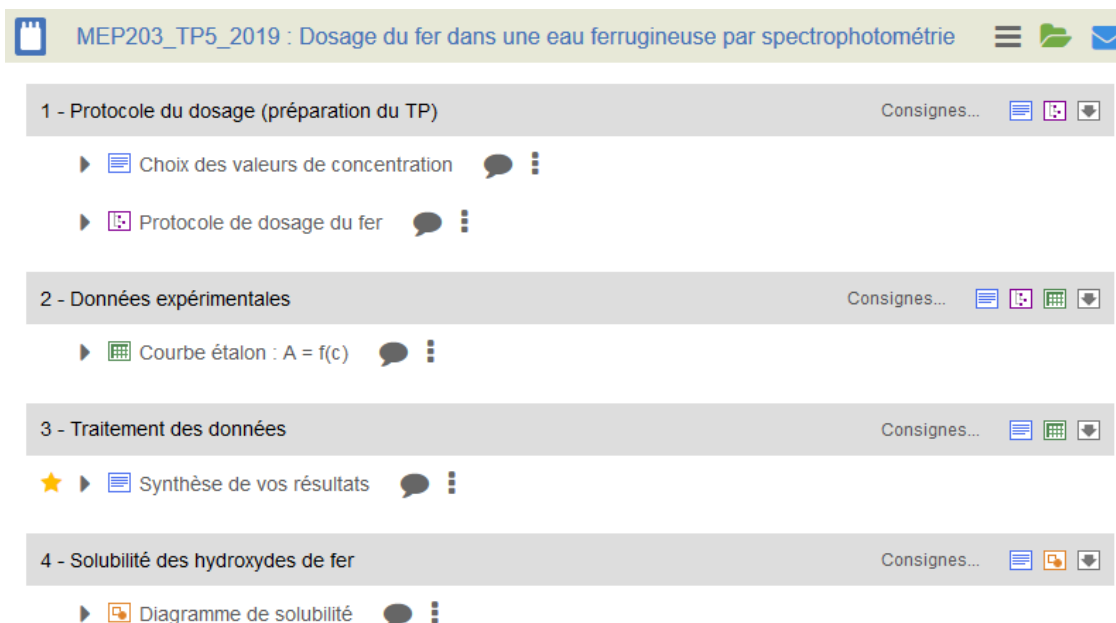 MEP203_TP5_2019 : Dosage du fer dans une eau ferrugineuse par spectrophotométrie
1 - Protocole du dosage (préparation du TP) Consignes...
Choix des valeurs de concentration
Protocole de dosage du fer
2 - Données expérimentales Consignes...
Courbe étalon : A = f(c)
3 - Traitement des données Consignes...
Synthèse de vos résultats
4 - Solubilité des hydroxydes de fer Consignes...
Diagramme de solubilité